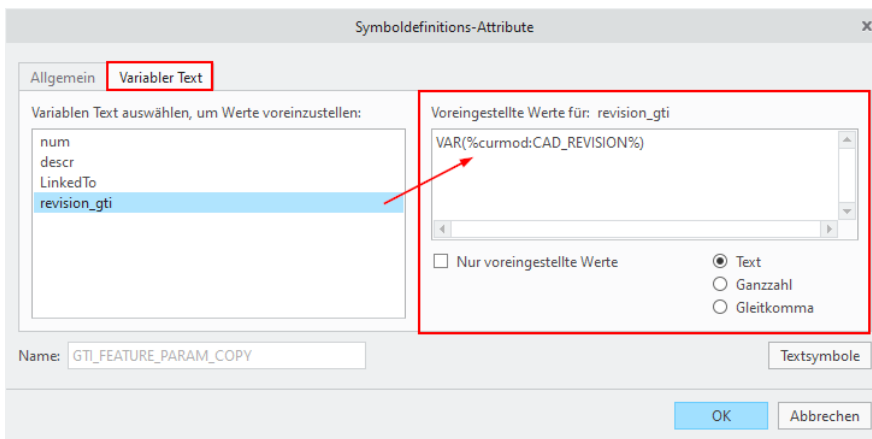 Symboldefinitions-Attribute
x
Allgemein
Variabler Text
Variablen Text auswählen, um Werte voreinzustellen:
num
descr
LinkedTo
revision_gti
Voreingestellte Werte für: revision_gti
VAR(%curmod:CAD_REVISION%)
Nur voreingestellte Werte
Text
Ganzzahl
Gleitkomma
Name: GTI_FEATURE_PARAM_COPY
Textsymbole
OK
Abbrechen